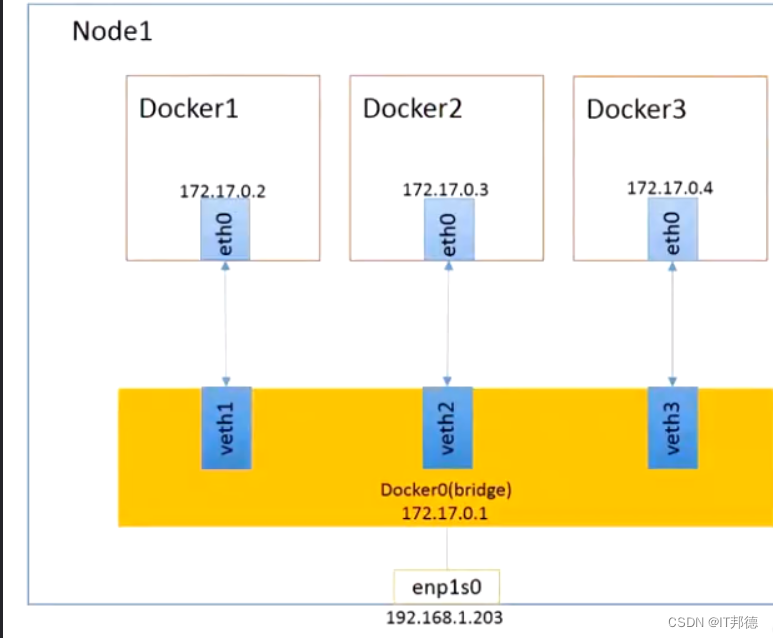 Node1
Docker1
Docker2
Docker3
172.17.0.2
172.17.0.3
172.17.0.4
eth0
eth0
eth0
veth1
veth2
veth3
Docker0(bridge)
172.17.0.1
enp1s0
192.168.1.203
CSDN @IT邦德